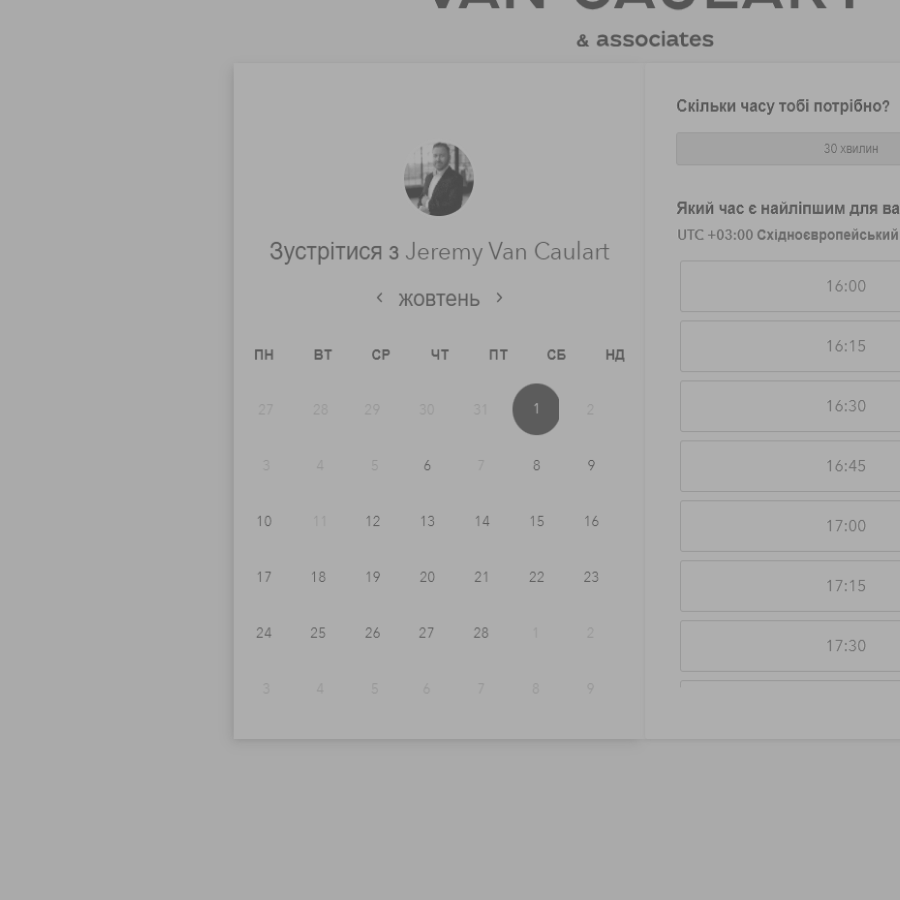 VAN CAULART
& associates
Зустрітися з Jeremy Van Caulart
‹ жовтень ›
ПН ВТ СР ЧТ ПТ СБ НД
27 28 29 30 31 1 2
3 4 5 6 7 8 9
10 11 12 13 14 15 16
17 18 19 20 21 22 23
24 25 26 27 28 1 2
3 4 5 6 7 8 9
Скільки часу тобі потрібно?
30 хвилин
Який час є найліпшим для ва
UTC +03:00 Східноєвропейський
16:00
16:15
16:30
16:45
17:00
17:15
17:30